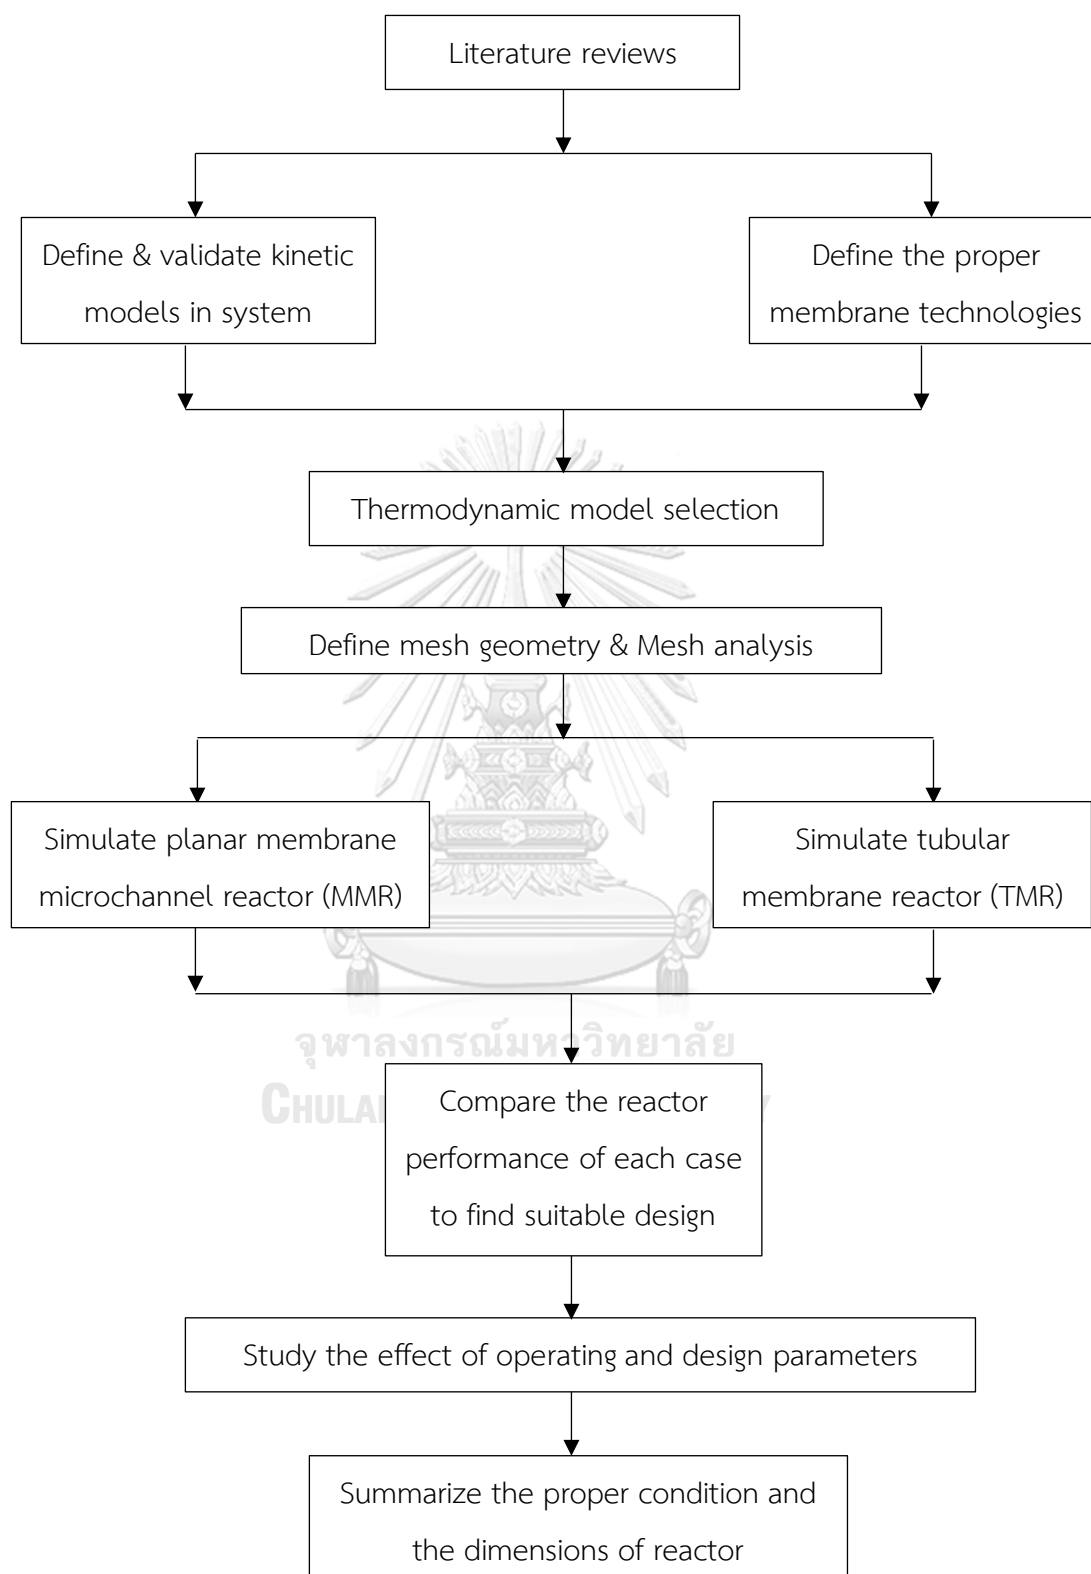 Literature reviews
Define & validate kinetic
models in system
Define the proper
membrane technologies
Thermodynamic model selection
Define mesh geometry & Mesh analysis
Simulate planar membrane
microchannel reactor (MMR)
Simulate tubular
membrane reactor (TMR)
จุฬาลงกรณ์มหาวิทยาลัย
Compare the reactor
performance of each case
to find suitable design
Study the effect of operating and design parameters
Summarize the proper condition and
the dimensions of reactor